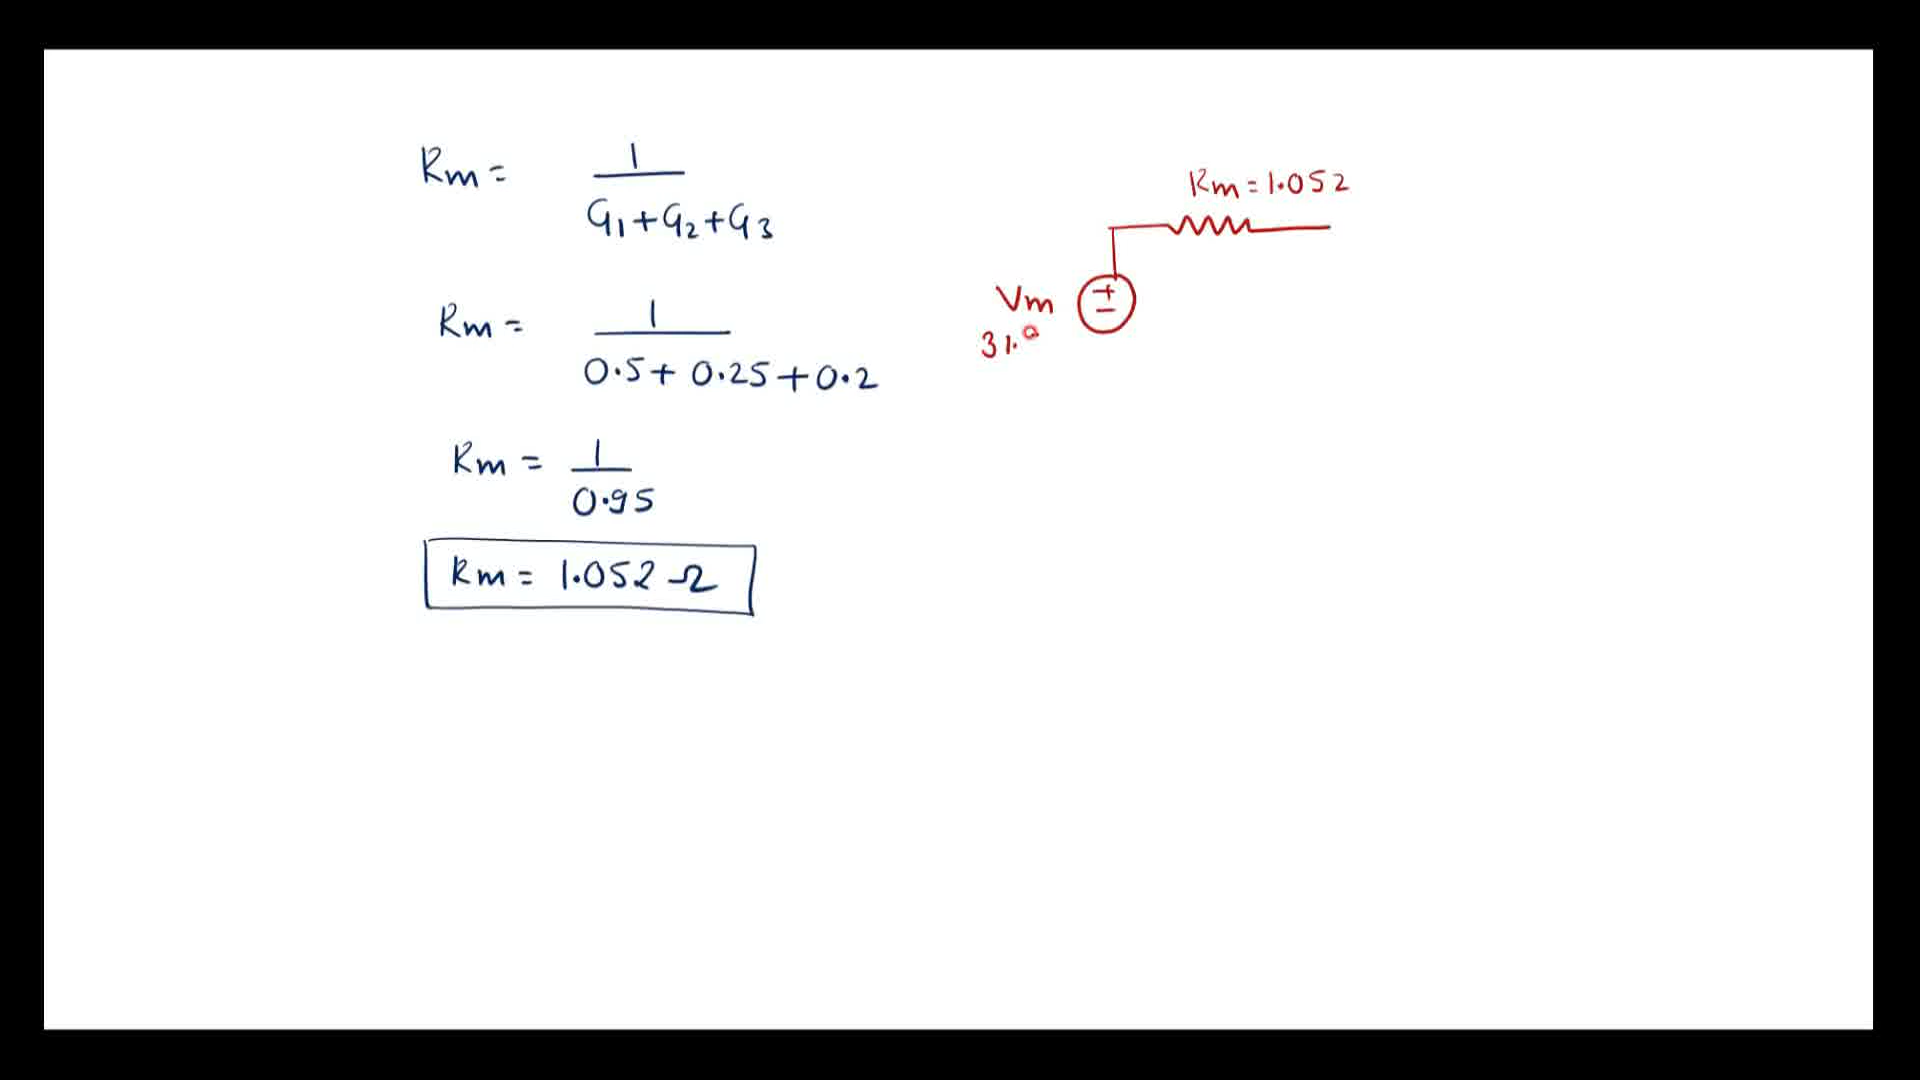 Rm = 1 / G1+G2+G3
Rm = 1 / 0.5 + 0.25 + 0.2
Rm = 1 / 0.95
Rm = 1.052 Ω
Rm = 1.052
+
−
Vm
31.